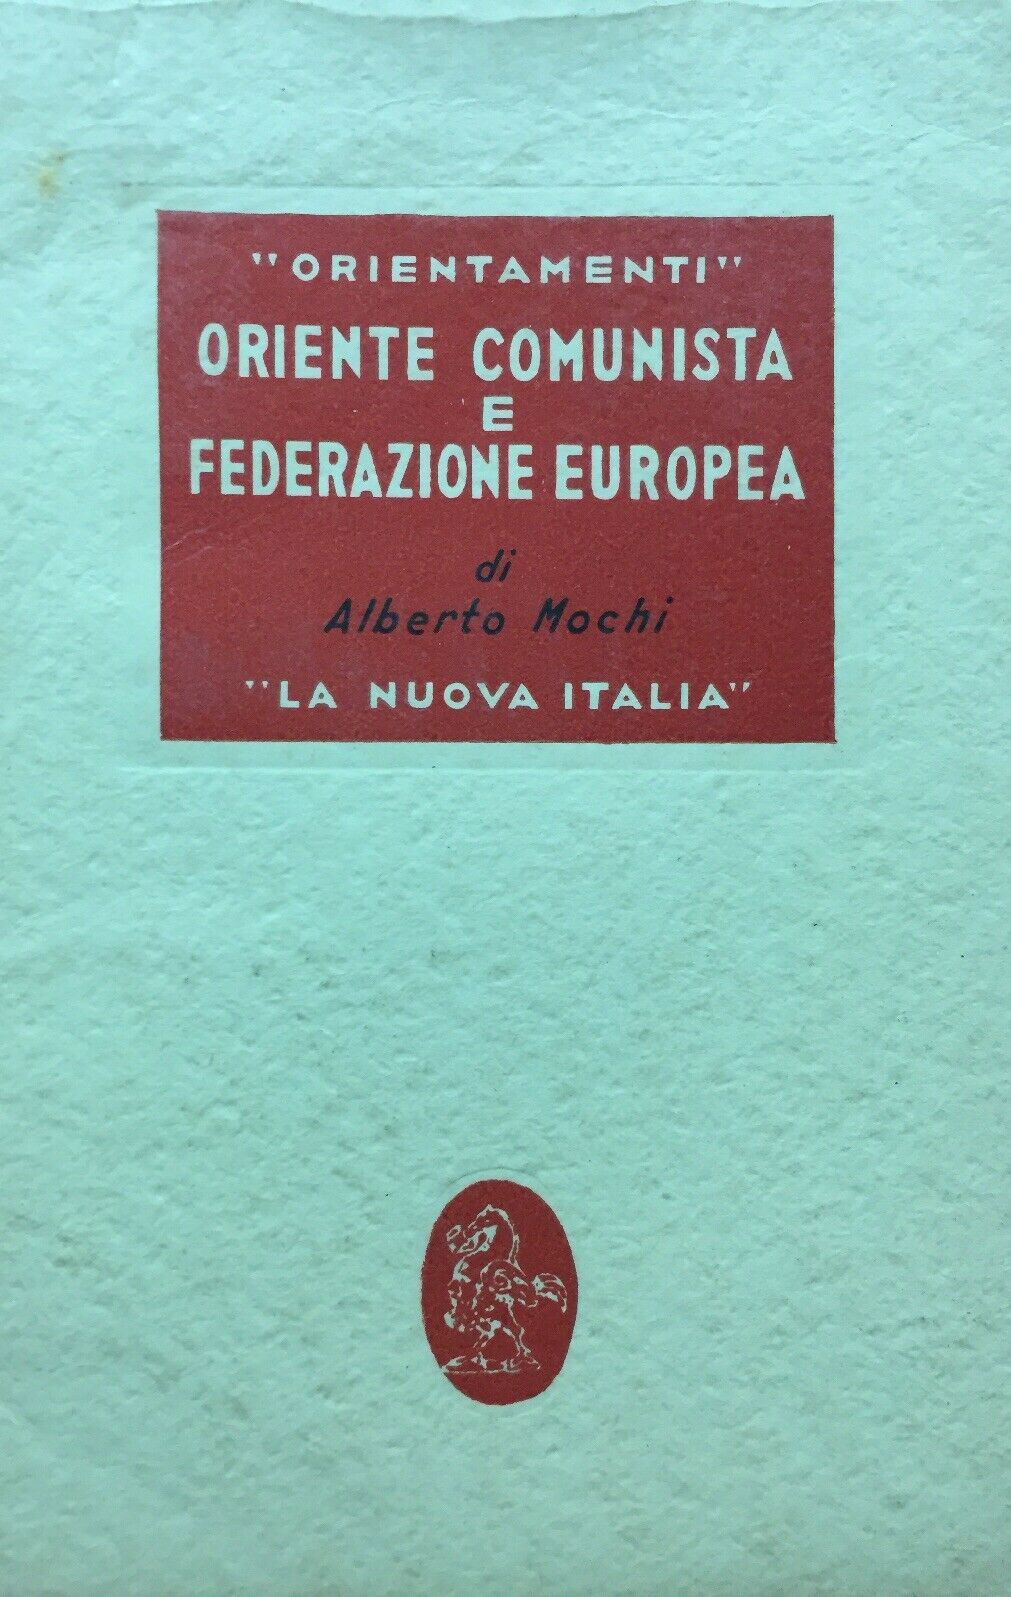 "ORIENTAMENTI"
ORIENTE COMUNISTA
E
FEDERAZIONE EUROPEA
di
Alberto Mochi
"LA NUOVA ITALIA"